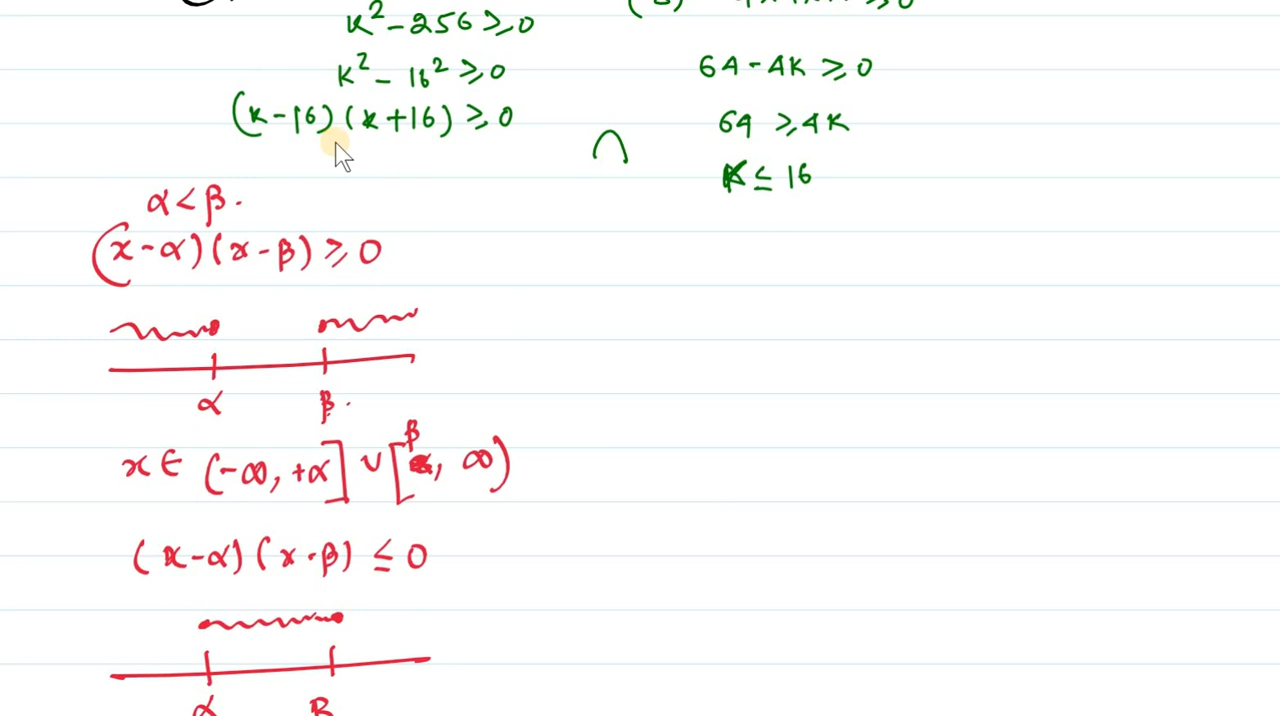 k² - 256 ≥ 0
k² - 16² ≥ 0
(k-16)(k+16) ≥ 0
64 - 4k ≥ 0
64 ≥ 4k
∩
k ≤ 16
α < β.
(x-α)(x-β) ≥ 0
α β.
x ∈ (-∞, +α] ∪ [β, ∞)
(x-α)(x-β) ≤ 0
α β